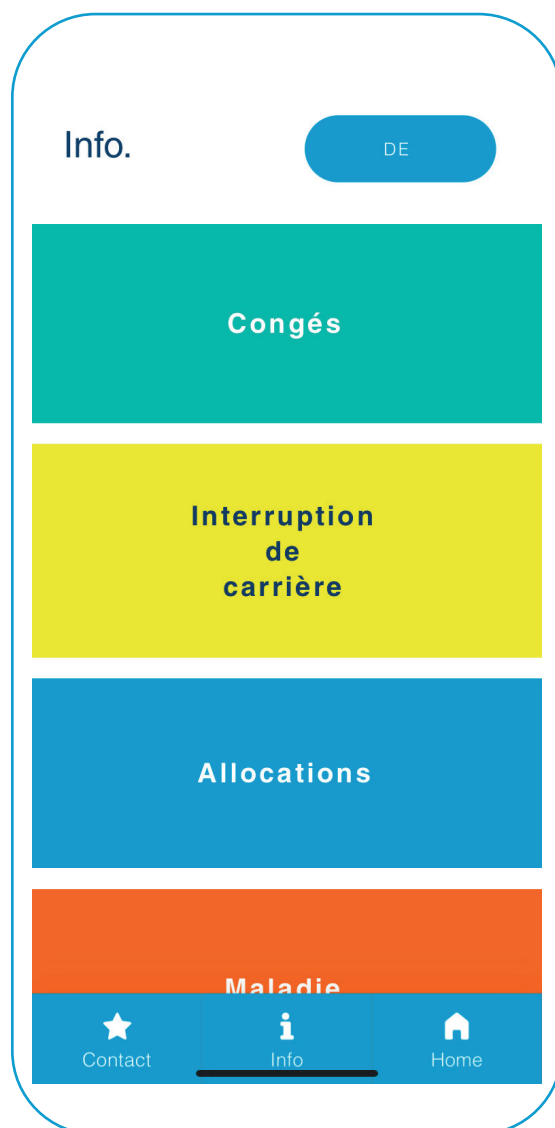 Info.
DE
Congés
Interruption
de
carrière
Allocations
Maladie
Contact
Info
Home